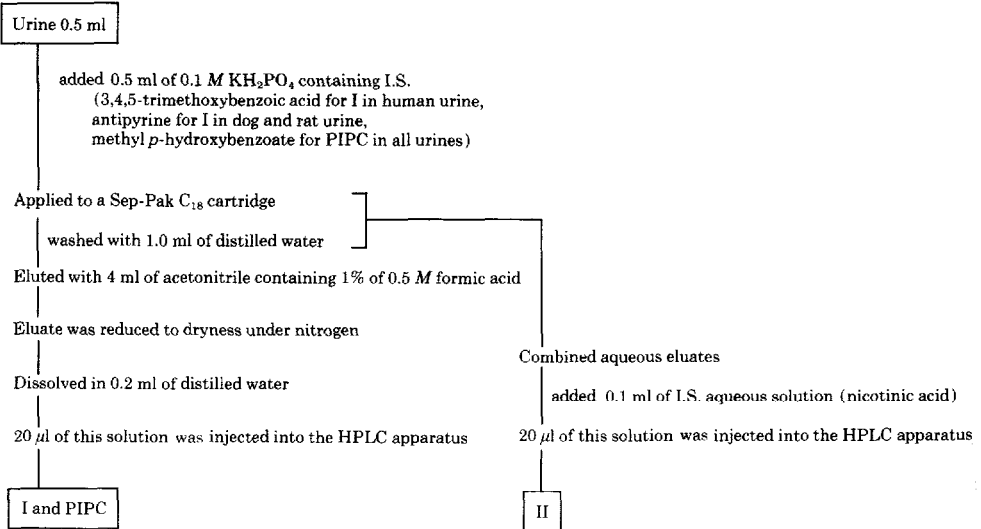 Urine 0.5 ml
added 0.5 ml of 0.1 M KH₂PO₄ containing I.S.
(3,4,5-trimethoxybenzoic acid for I in human urine,
antipyrine for I in dog and rat urine,
methyl p-hydroxybenzoate for PIPC in all urines)
Applied to a Sep-Pak C₁₈ cartridge
washed with 1.0 ml of distilled water
Eluted with 4 ml of acetonitrile containing 1% of 0.5 M formic acid
Eluate was reduced to dryness under nitrogen
Dissolved in 0.2 ml of distilled water
20 µl of this solution was injected into the HPLC apparatus
I and PIPC
Combined aqueous eluates
added 0.1 ml of I.S. aqueous solution (nicotinic acid)
20 µl of this solution was injected into the HPLC apparatus
II